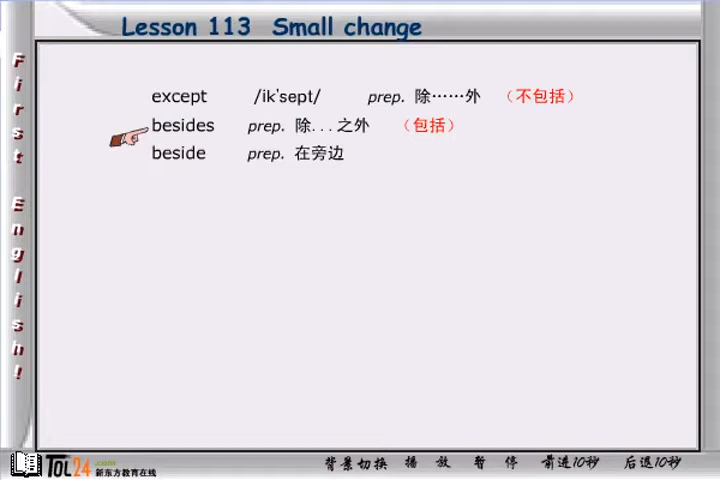 Lesson 113 Small change
First English!
except /ik'sept/ prep. 除……外 （不包括）
besides prep. 除...之外 （包括）
beside prep. 在旁边
TOL24 .COM 新东方教育在线
背景切换 播放 暂停 前进10秒 后退10秒